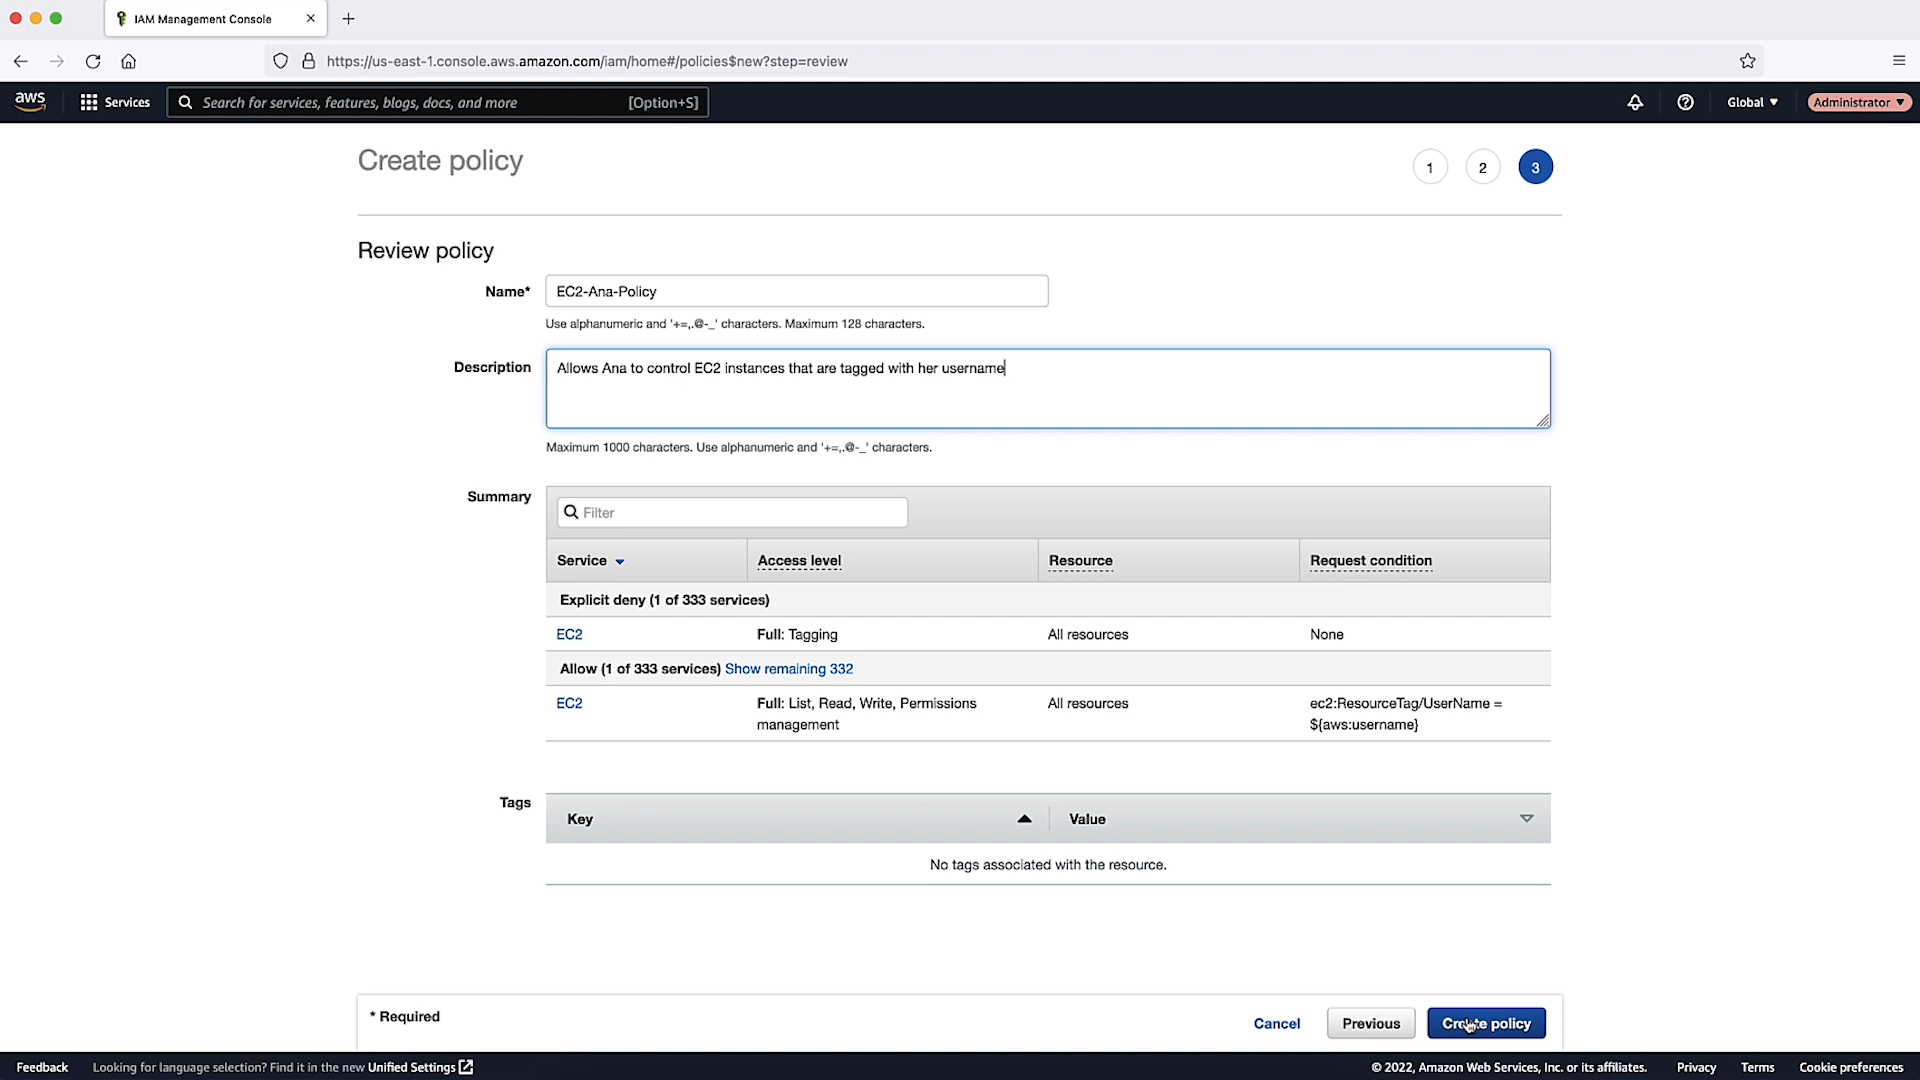 IAM Management Console
https://us-east-1.console.aws.amazon.com/iam/home#/policies$new?step=review
aws
Services
Search for services, features, blogs, docs, and more
[Option+S]
Global
Administrator
Create policy
1 2 3
Review policy
Name*
EC2-Ana-Policy
Use alphanumeric and '+=,.@-_' characters. Maximum 128 characters.
Description
Allows Ana to control EC2 instances that are tagged with her username
Maximum 1000 characters. Use alphanumeric and '+=,.@-_' characters.
Summary
Filter
Service Access level Resource Request condition
Explicit deny (1 of 333 services)
EC2 Full: Tagging All resources None
Allow (1 of 333 services) Show remaining 332
EC2 Full: List, Read, Write, Permissions All resources ec2:ResourceTag/UserName =
management ${aws:username}
Tags
Key Value
No tags associated with the resource.
* Required
Cancel Previous Create policy
Feedback Looking for language selection? Find it in the new Unified Settings © 2022, Amazon Web Services, Inc. or its affiliates. Privacy Terms Cookie preferences